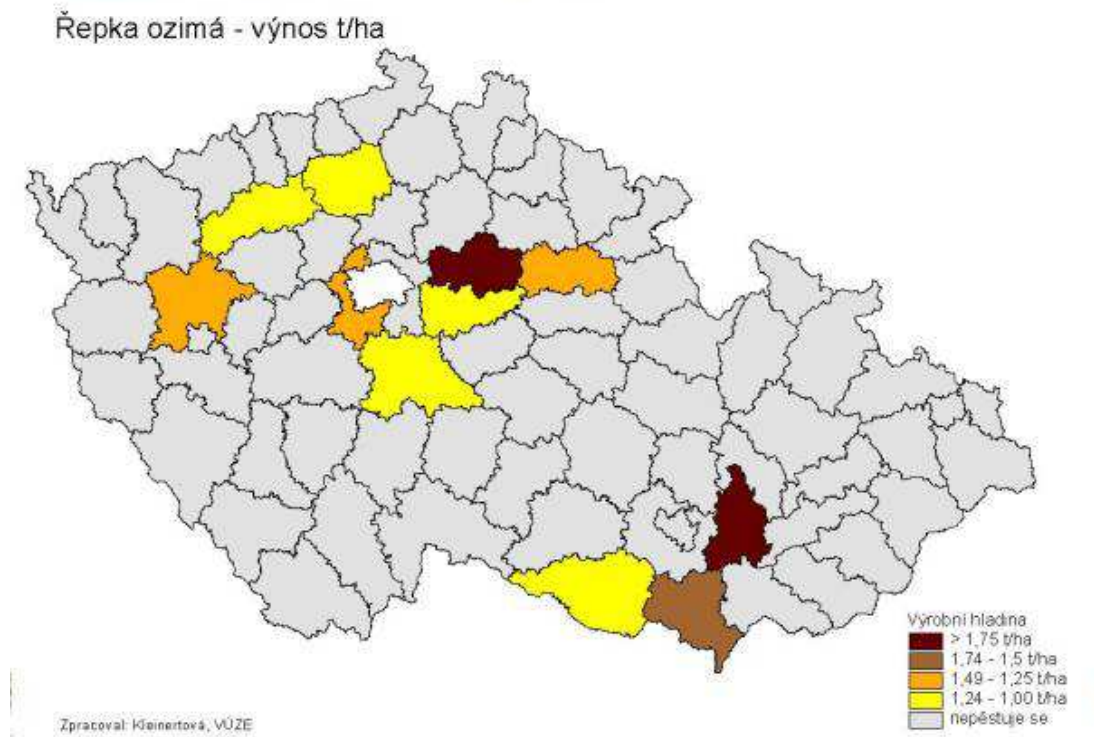 Řepka ozimá - výnos t/ha
Výrobní hladina
> 1,75 t/ha
1,74 - 1,5 t/ha
1,49 - 1,25 t/ha
1,24 - 1,00 t/ha
nepěstuje se
Zpracoval: Kleinertová, VÚZE